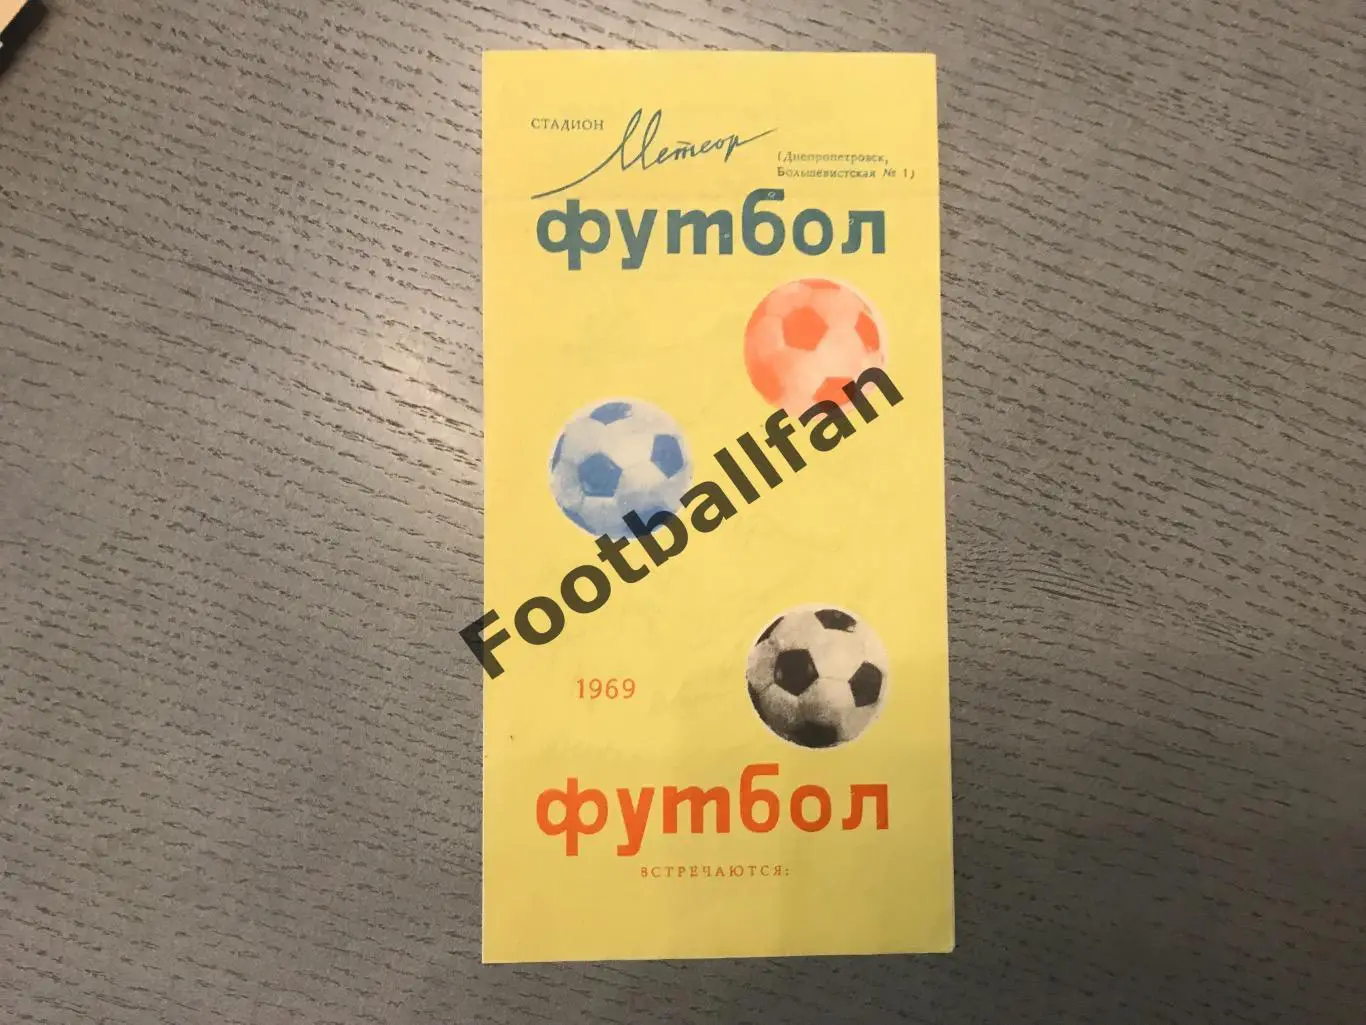 СТАДИОН Метеор
(Днепропетровск,
Большевистская № 1)
футбол
Footballfan
1969
футбол
ВСТРЕЧАЮТСЯ: